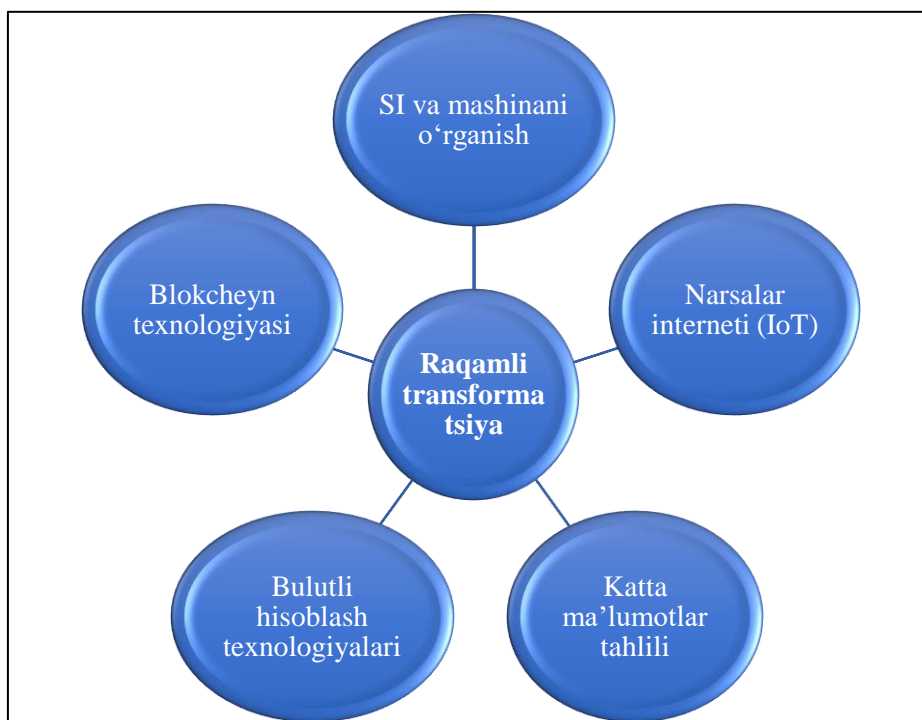 SI va mashinani
o‘rganish
Blokcheyn
texnologiyasi
Narsalar
interneti (IoT)
Raqamli
transforma
tsiya
Bulutli
hisoblash
texnologiyalari
Katta
ma’lumotlar
tahlili